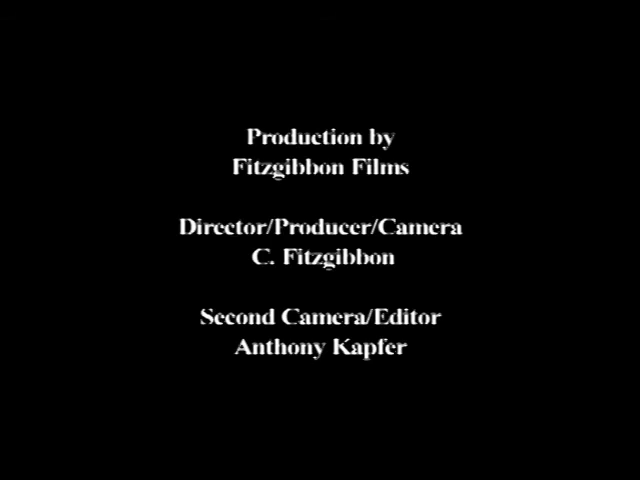 Production by
Fitzgibbon Films
Director/Producer/Camera
C. Fitzgibbon
Second Camera/Editor
Anthony Kapfer